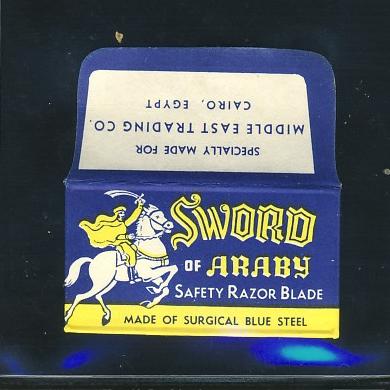 SPECIALLY MADE FOR
MIDDLE EAST TRADING CO.
CAIRO, EGYPT
SWORD
OF ARABY
SAFETY RAZOR BLADE
MADE OF SURGICAL BLUE STEEL